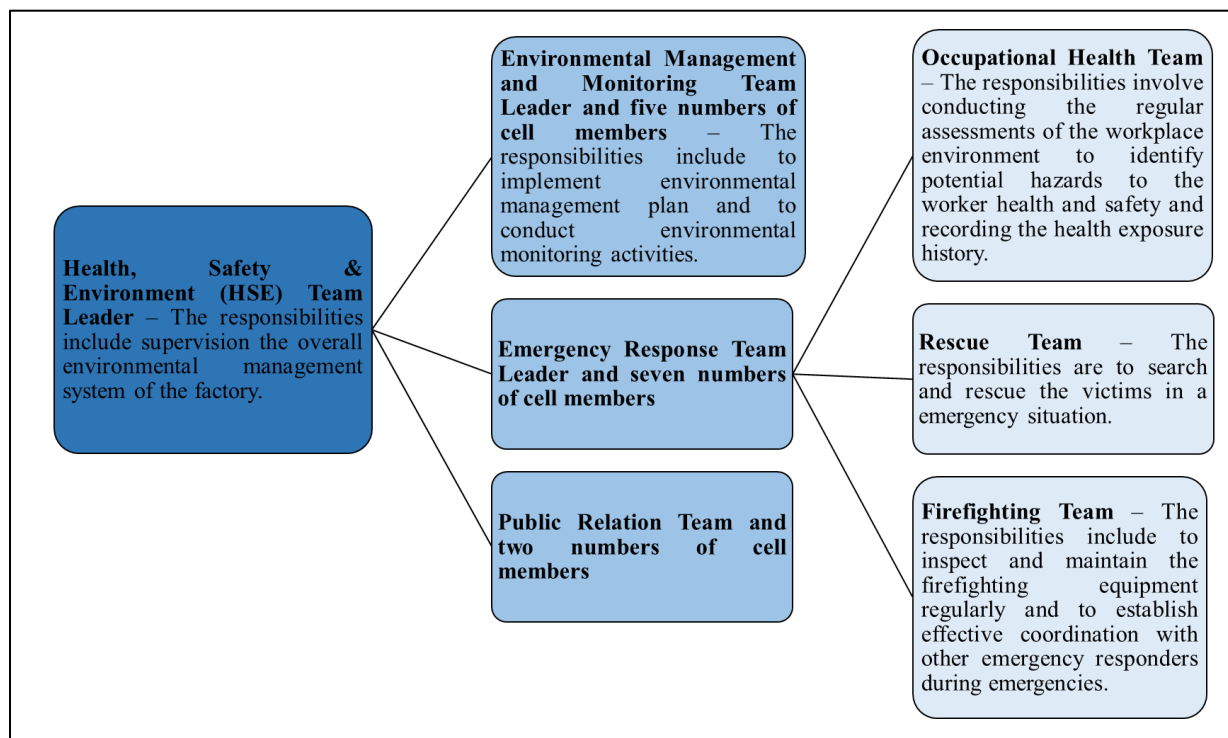 Health, Safety &
Environment (HSE) Team
Leader – The responsibilities
include supervision the overall
environmental management
system of the factory.
Environmental Management
and Monitoring Team
Leader and five numbers of
cell members – The
responsibilities include to
implement environmental
management plan and to
conduct environmental
monitoring activities.
Emergency Response Team
Leader and seven numbers
of cell members
Public Relation Team and
two numbers of cell
members
Occupational Health Team
– The responsibilities involve
conducting the regular
assessments of the workplace
environment to identify
potential hazards to the
worker health and safety and
recording the health exposure
history.
Rescue Team – The
responsibilities are to search
and rescue the victims in a
emergency situation.
Firefighting Team – The
responsibilities include to
inspect and maintain the
firefighting equipment
regularly and to establish
effective coordination with
other emergency responders
during emergencies.